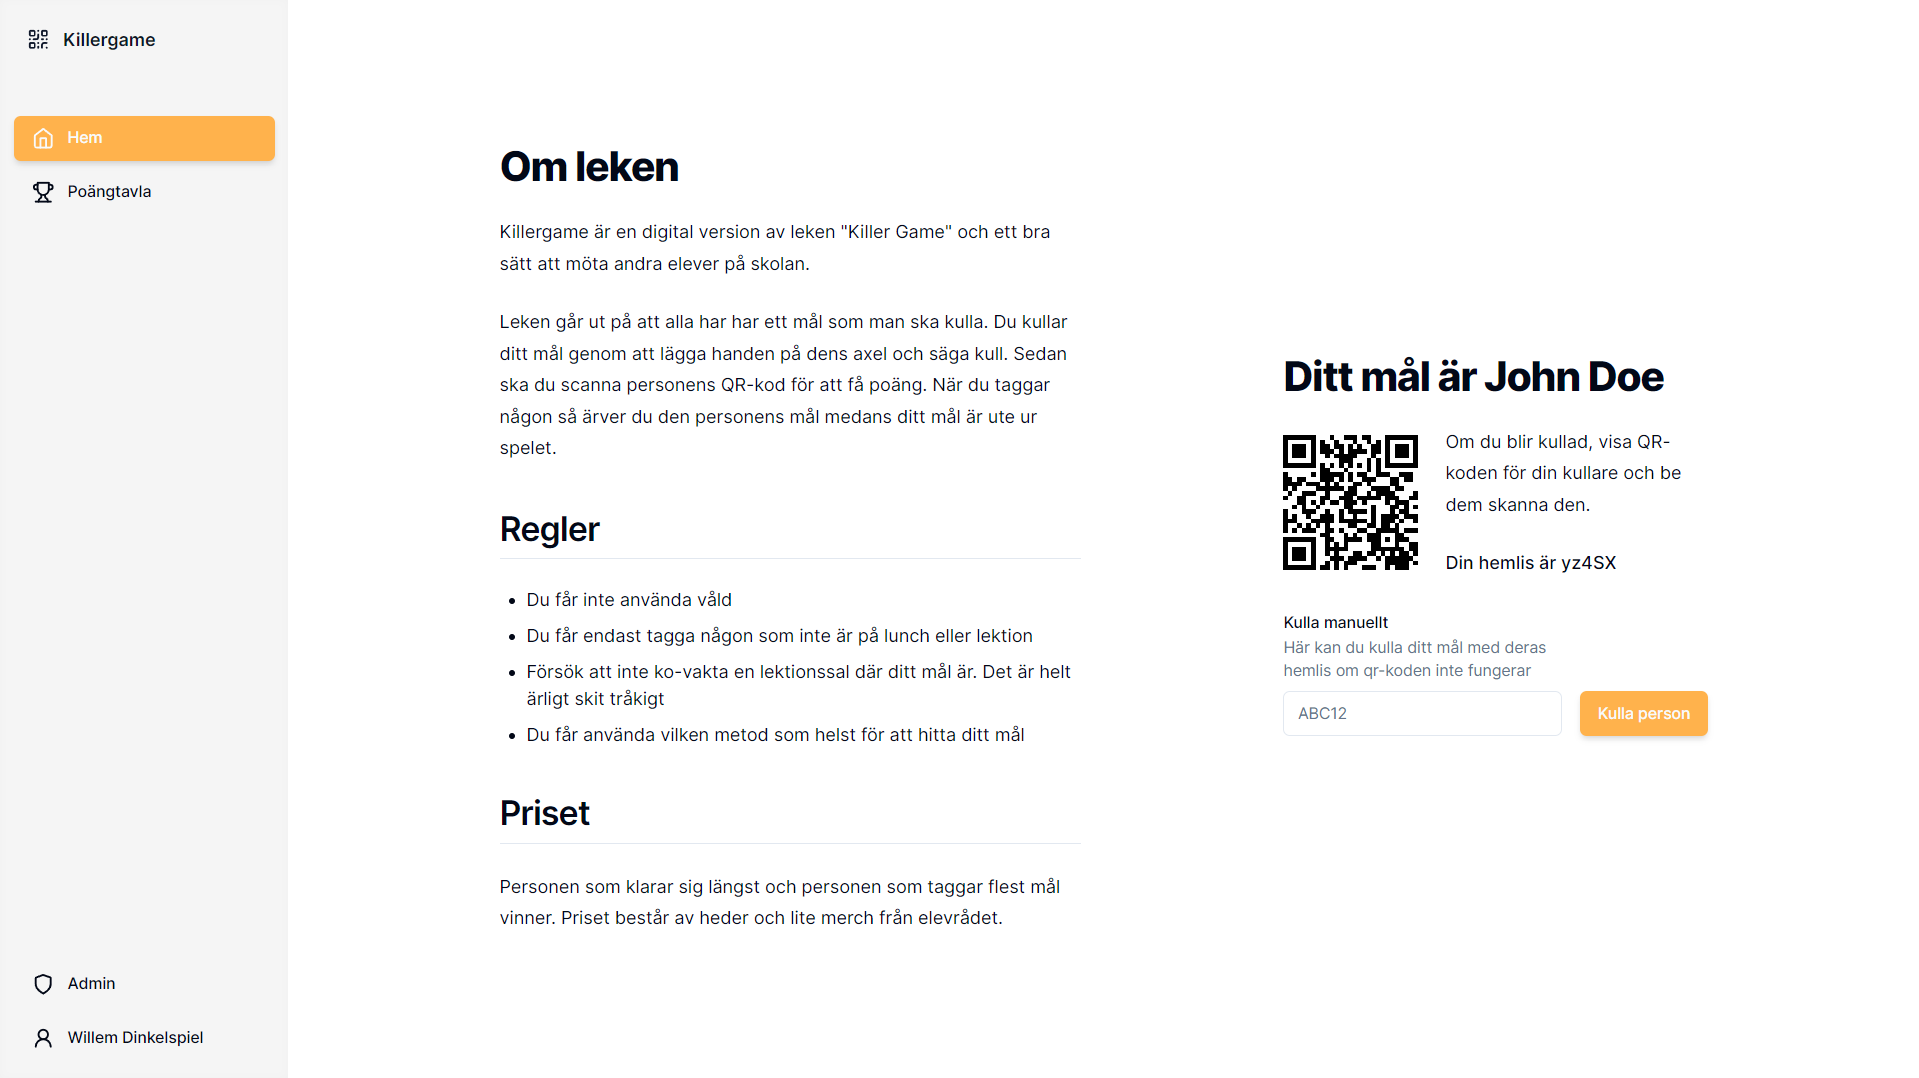 Killergame
Hem
Poängtavla
Admin
Willem Dinkelspiel
Om leken
Killergame är en digital version av leken "Killer Game" och ett bra
sätt att möta andra elever på skolan.
Leken går ut på att alla har har ett mål som man ska kulla. Du kullar
ditt mål genom att lägga handen på dens axel och säga kull. Sedan
ska du scanna personens QR-kod för att få poäng. När du taggar
någon så ärver du den personens mål medans ditt mål är ute ur
spelet.
Regler
Du får inte använda våld
Du får endast tagga någon som inte är på lunch eller lektion
Försök att inte ko-vakta en lektionssal där ditt mål är. Det är helt
ärligt skit tråkigt
Du får använda vilken metod som helst för att hitta ditt mål
Priset
Personen som klarar sig längst och personen som taggar flest mål
vinner. Priset består av heder och lite merch från elevrådet.
Ditt mål är John Doe
Om du blir kullad, visa QR-
koden för din kullare och be
dem skanna den.
Din hemlis är yz4SX
Kulla manuellt
Här kan du kulla ditt mål med deras
hemlis om qr-koden inte fungerar
ABC12
Kulla person